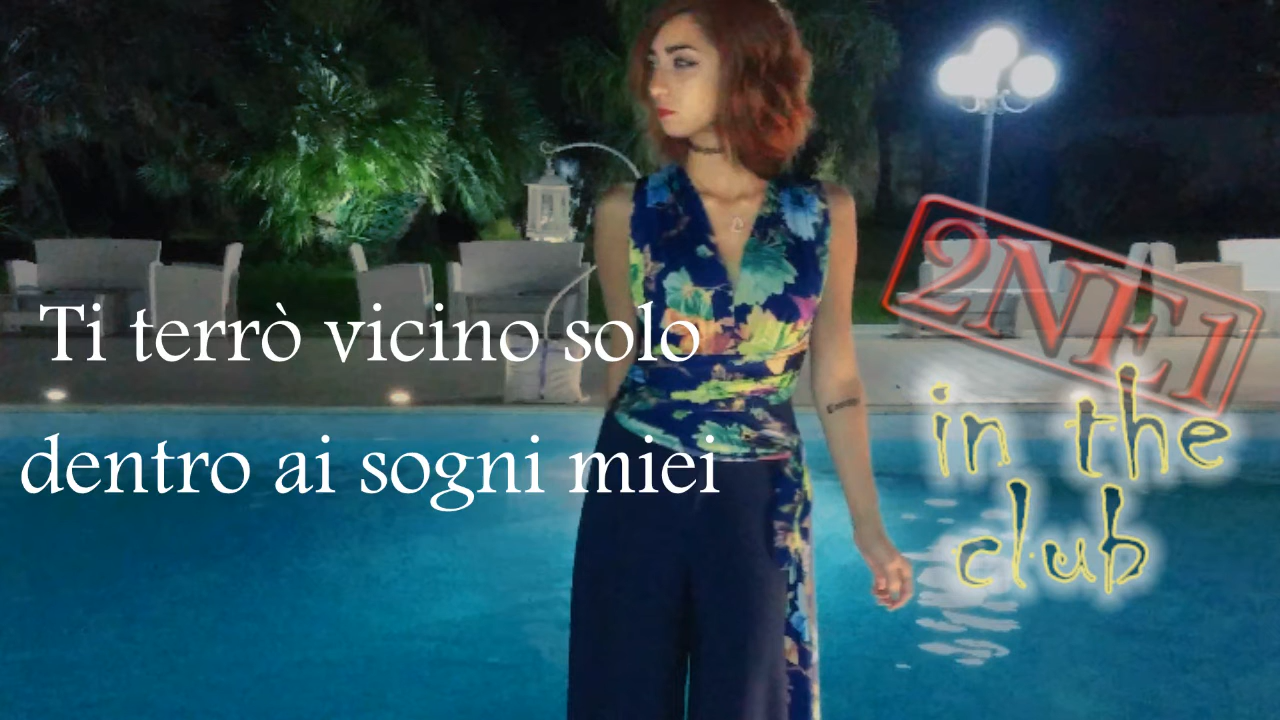 Ti terrò vicino solo
dentro ai sogni miei
2NE1
in the
club